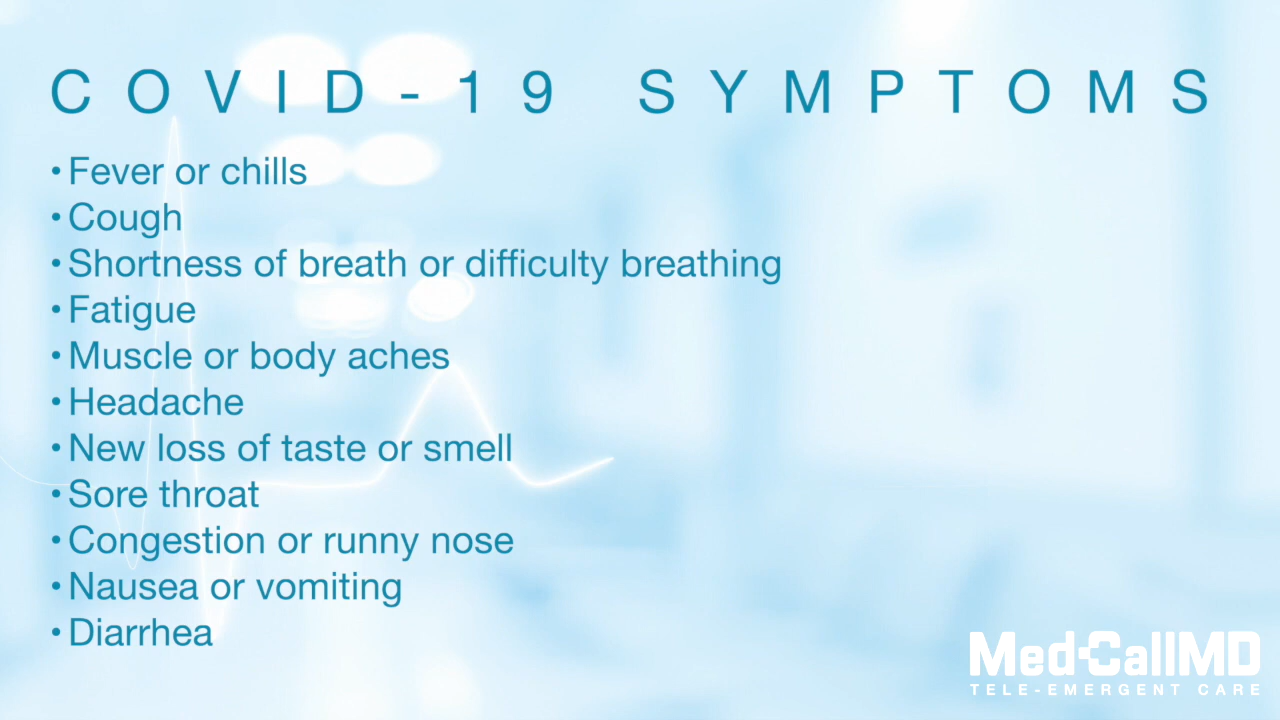 COVID-19 SYMPTOMS
• Fever or chills
• Cough
• Shortness of breath or difficulty breathing
• Fatigue
• Muscle or body aches
• Headache
• New loss of taste or smell
• Sore throat
• Congestion or runny nose
• Nausea or vomiting
• Diarrhea
Med-CallMD
TELE-EMERGENT CARE